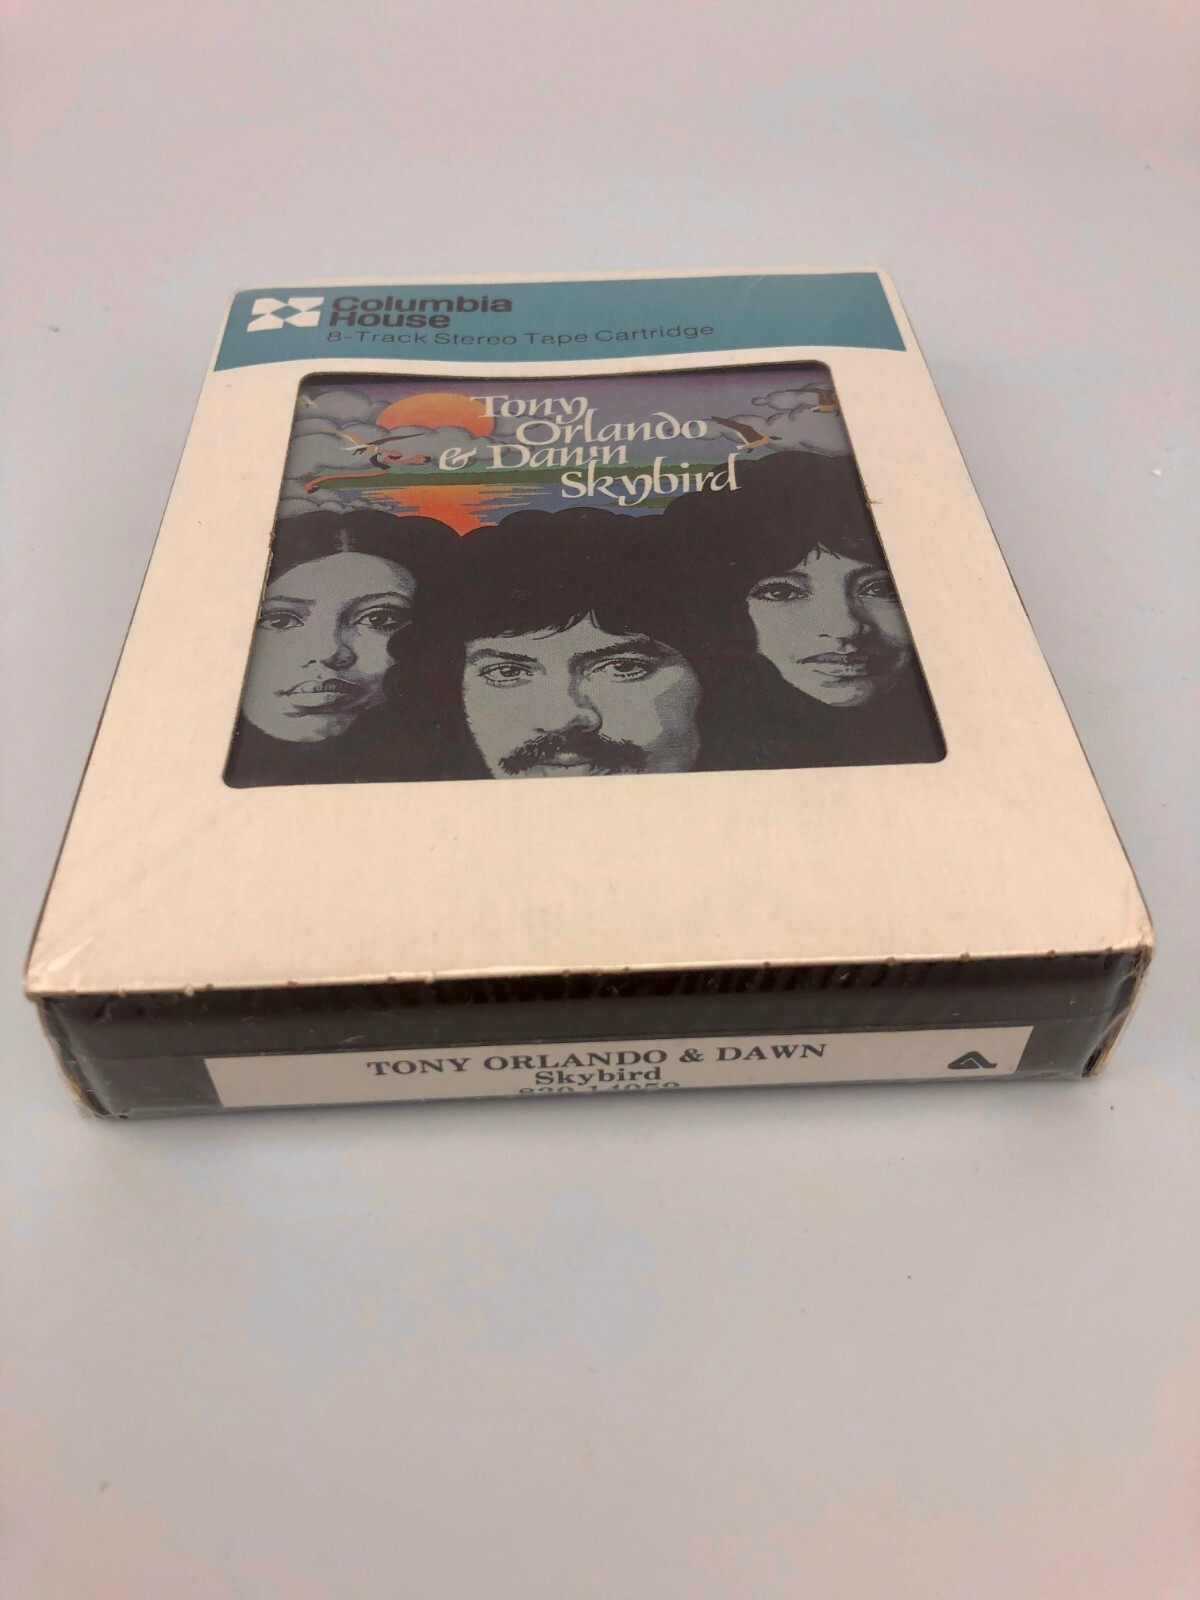 Columbia
House
8-Track Stereo Tape Cartridge
Tony
Orlando
& Dawn
Skybird
TONY ORLANDO & DAWN
Skybird